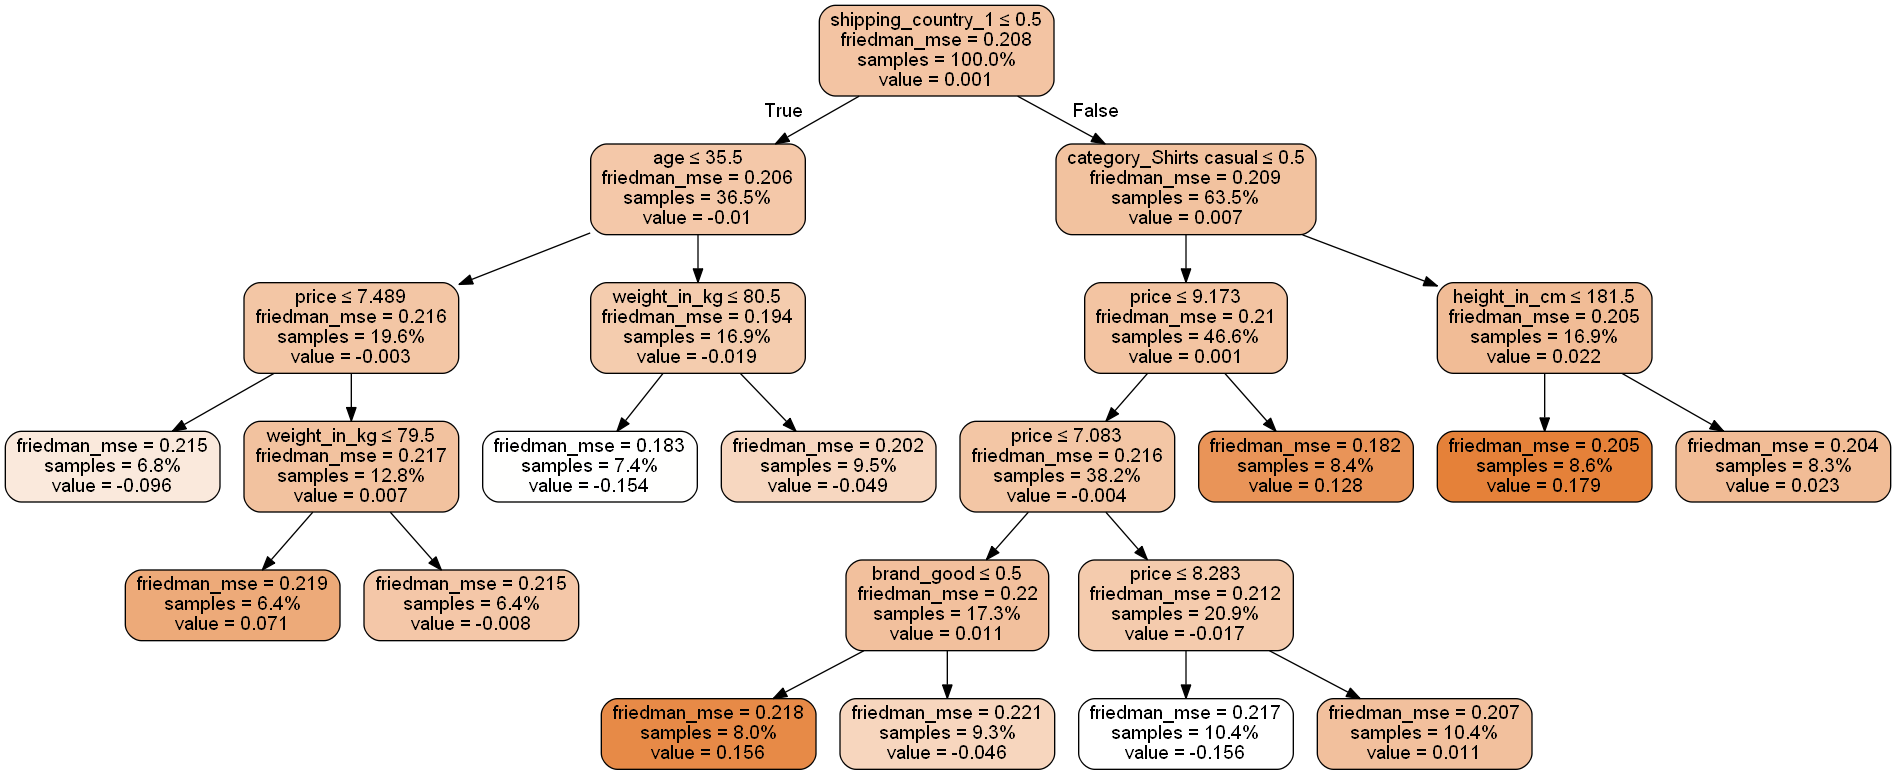 shipping_country_1 ≤ 0.5
friedman_mse = 0.208
samples = 100.0%
value = 0.001
True
False
age ≤ 35.5
friedman_mse = 0.206
samples = 36.5%
value = -0.01
category_Shirts casual ≤ 0.5
friedman_mse = 0.209
samples = 63.5%
value = 0.007
price ≤ 7.489
friedman_mse = 0.216
samples = 19.6%
value = -0.003
weight_in_kg ≤ 80.5
friedman_mse = 0.194
samples = 16.9%
value = -0.019
price ≤ 9.173
friedman_mse = 0.21
samples = 46.6%
value = 0.001
height_in_cm ≤ 181.5
friedman_mse = 0.205
samples = 16.9%
value = 0.022
friedman_mse = 0.215
samples = 6.8%
value = -0.096
weight_in_kg ≤ 79.5
friedman_mse = 0.217
samples = 12.8%
value = 0.007
friedman_mse = 0.183
samples = 7.4%
value = -0.154
friedman_mse = 0.202
samples = 9.5%
value = -0.049
price ≤ 7.083
friedman_mse = 0.216
samples = 38.2%
value = -0.004
friedman_mse = 0.182
samples = 8.4%
value = 0.128
friedman_mse = 0.205
samples = 8.6%
value = 0.179
friedman_mse = 0.204
samples = 8.3%
value = 0.023
friedman_mse = 0.219
samples = 6.4%
value = 0.071
friedman_mse = 0.215
samples = 6.4%
value = -0.008
brand_good ≤ 0.5
friedman_mse = 0.22
samples = 17.3%
value = 0.011
price ≤ 8.283
friedman_mse = 0.212
samples = 20.9%
value = -0.017
friedman_mse = 0.218
samples = 8.0%
value = 0.156
friedman_mse = 0.221
samples = 9.3%
value = -0.046
friedman_mse = 0.217
samples = 10.4%
value = -0.156
friedman_mse = 0.207
samples = 10.4%
value = 0.011